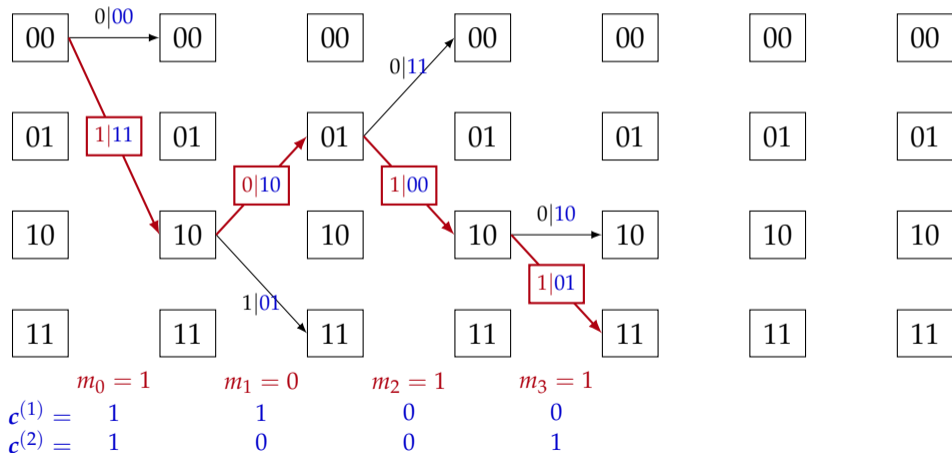 0|00
00 00 00 00 00 00 00
0|11
01 1|11 01 01 01 01 01 01
0|10 1|00
0|10
10 10 10 10 10 10 10
1|01
1|01
11 11 11 11 11 11 11
m₀ = 1 m₁ = 0 m₂ = 1 m₃ = 1
c⁽¹⁾ = 1 1 0 0
c⁽²⁾ = 1 0 0 1